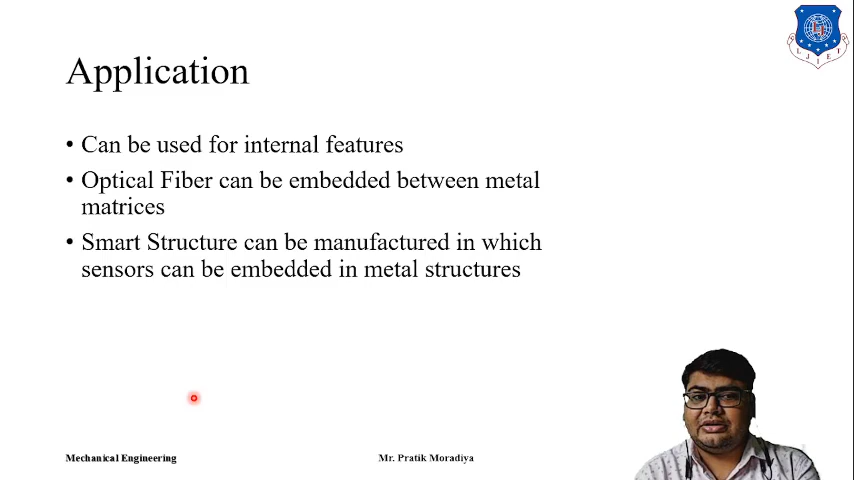 Application
• Can be used for internal features
• Optical Fiber can be embedded between metal
matrices
• Smart Structure can be manufactured in which
sensors can be embedded in metal structures
Mechanical Engineering
Mr. Pratik Moradiya